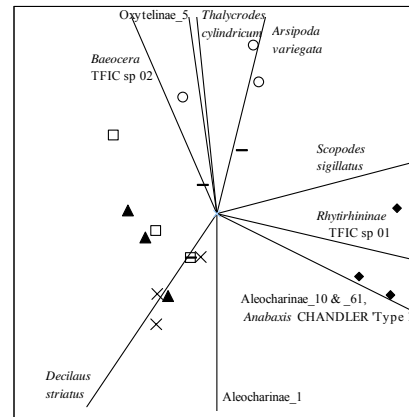 Oxytelinae_5
Thalycrodes
cylindricum
Arsipoda
variegata
Baeocera
TFIC sp 02
Scopodes
sigillatus
Rhytirhininae
TFIC sp 01
Aleocharinae_10 & _61,
Anabaxis CHANDLER 'Type
Decilaus
striatus
Aleocharinae_1